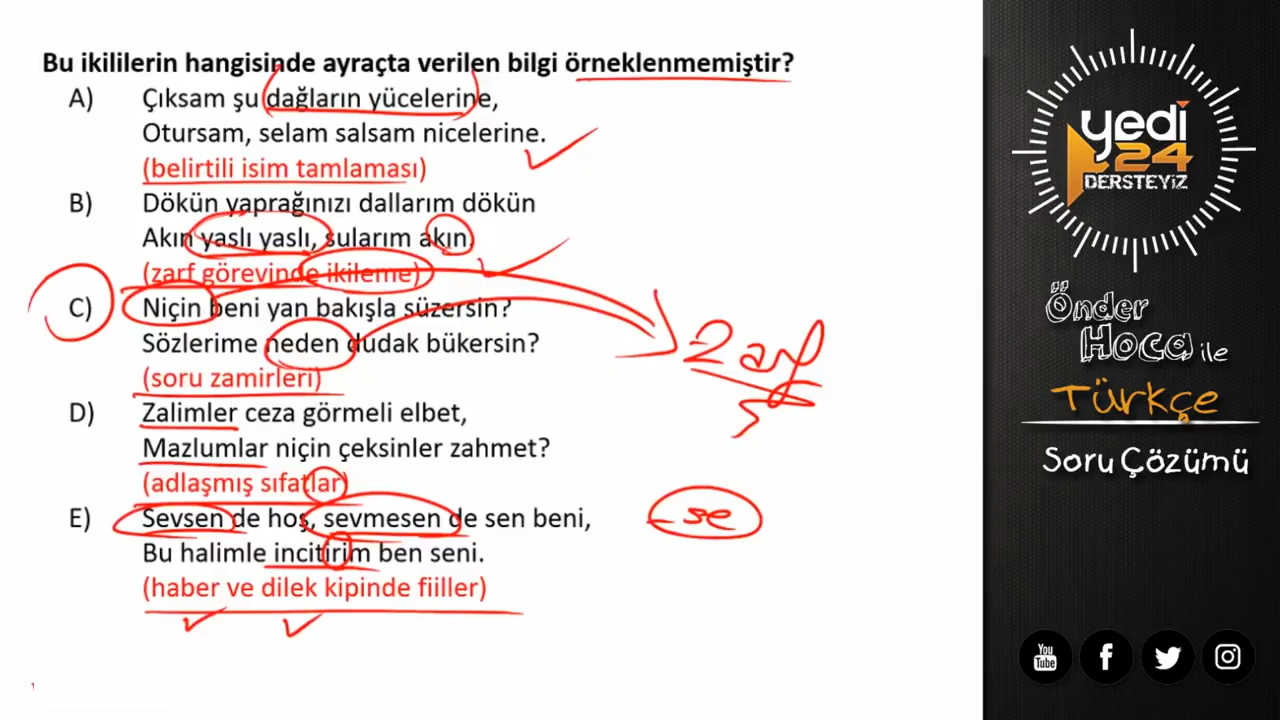 Bu ikililerin hangisinde ayraçta verilen bilgi örneklenmemiştir?
A) Çıksam şu dağların yücelerine,
Otursam, selam salsam nicelerine.
(belirtili isim tamlaması)
B) Dökün yaprağınızı dallarım dökün
Akın yaslı yaslı, sularım akın.
(zarf görevinde ikileme)
C) Niçin beni yan bakışla süzersin?
Sözlerime neden dudak bükersin?
(soru zamirleri)
D) Zalimler ceza görmeli elbet,
Mazlumlar niçin çeksinler zahmet?
(adlaşmış sıfatlar)
E) Sevsen de hoş, sevmesen de sen beni,
Bu halimle incitirim ben seni.
(haber ve dilek kipinde fiiller)
Zarf
-se
yedi
24
DERSTEYİZ
Önder
Hoca ile
Türkçe
Soru Çözümü
You
Tube